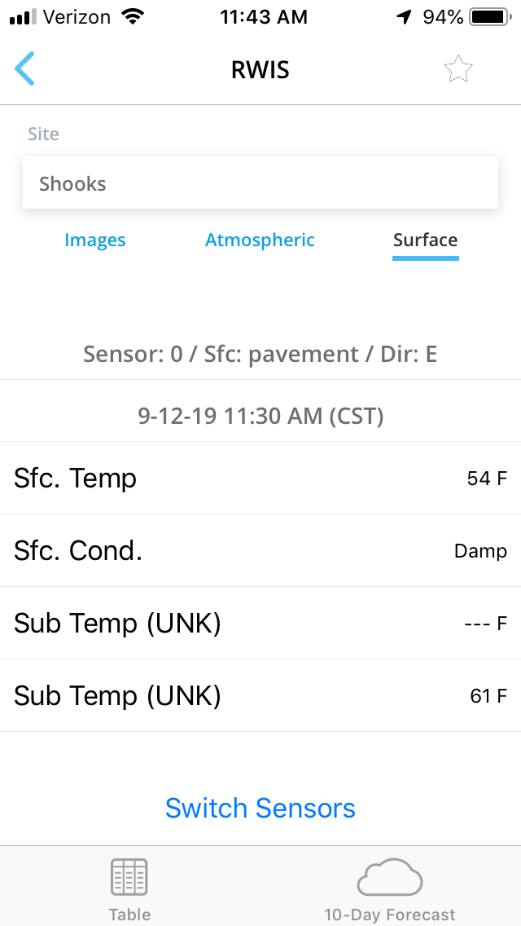 Verizon 11:43 AM 94%
RWIS
Site
Shooks
Images Atmospheric Surface
Sensor: 0 / Sfc: pavement / Dir: E
9-12-19 11:30 AM (CST)
Sfc. Temp 54 F
Sfc. Cond. Damp
Sub Temp (UNK) --- F
Sub Temp (UNK) 61 F
Switch Sensors
Table 10-Day Forecast